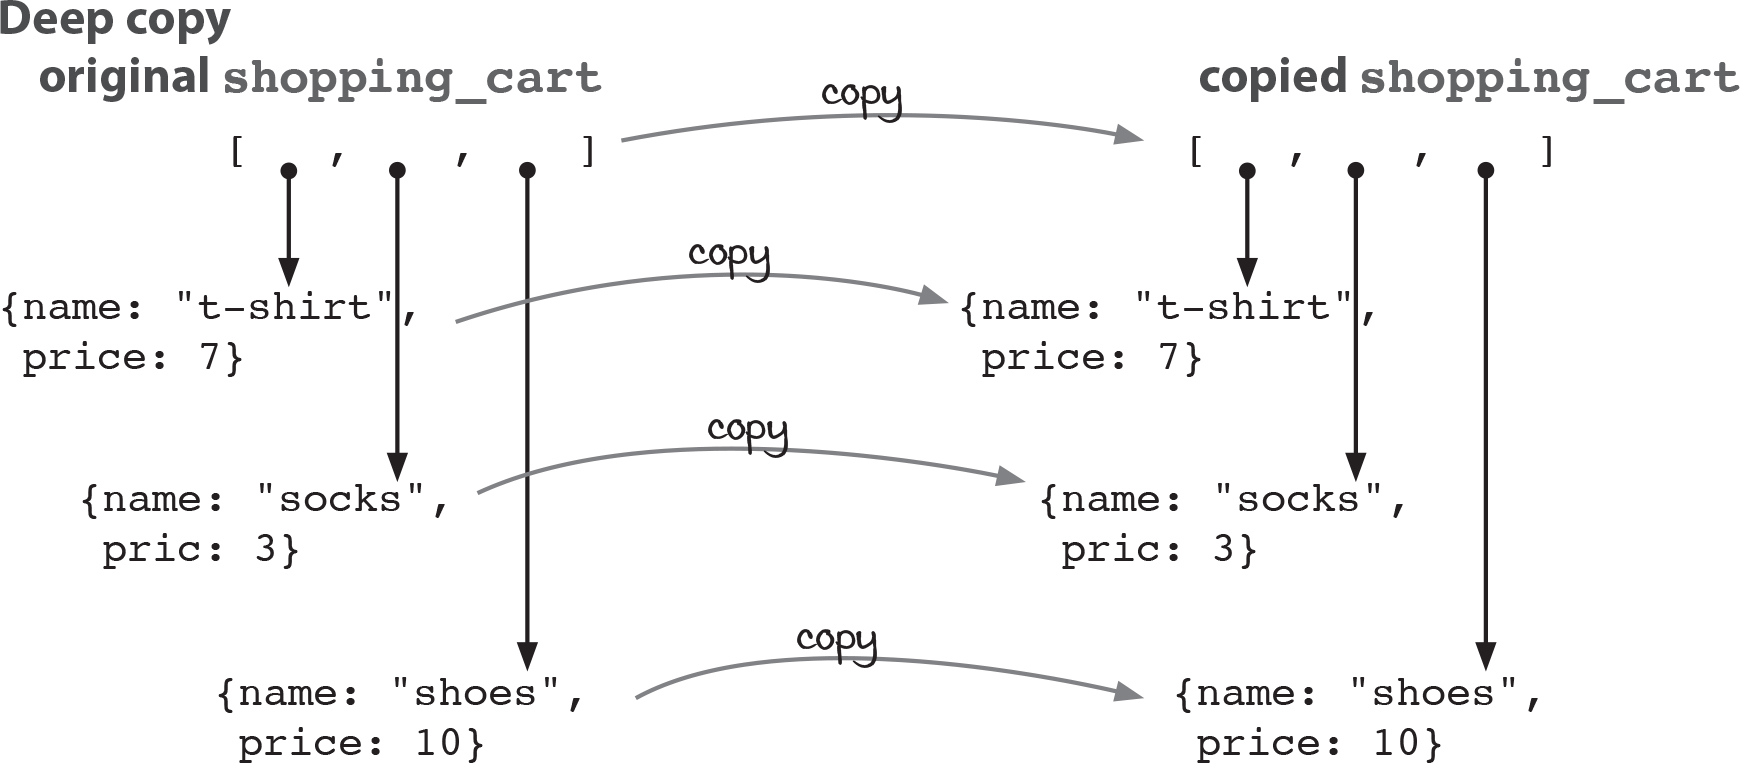 Deep copy
original shopping_cart
copied shopping_cart
copy
[ , , ]
[ , , ]
copy
{name: "t-shirt",
price: 7}
{name: "t-shirt",
price: 7}
copy
{name: "socks",
pric: 3}
{name: "socks",
pric: 3}
copy
{name: "shoes",
price: 10}
{name: "shoes",
price: 10}